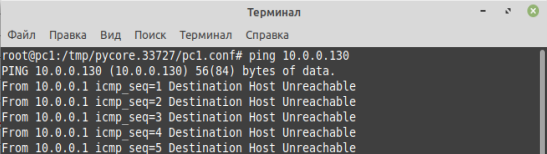 Терминал
Файл Правка Вид Поиск Терминал Справка
root@pc1:/tmp/pycore.33727/pc1.conf# ping 10.0.0.130
PING 10.0.0.130 (10.0.0.130) 56(84) bytes of data.
From 10.0.0.1 icmp_seq=1 Destination Host Unreachable
From 10.0.0.1 icmp_seq=2 Destination Host Unreachable
From 10.0.0.1 icmp_seq=3 Destination Host Unreachable
From 10.0.0.1 icmp_seq=4 Destination Host Unreachable
From 10.0.0.1 icmp_seq=5 Destination Host Unreachable